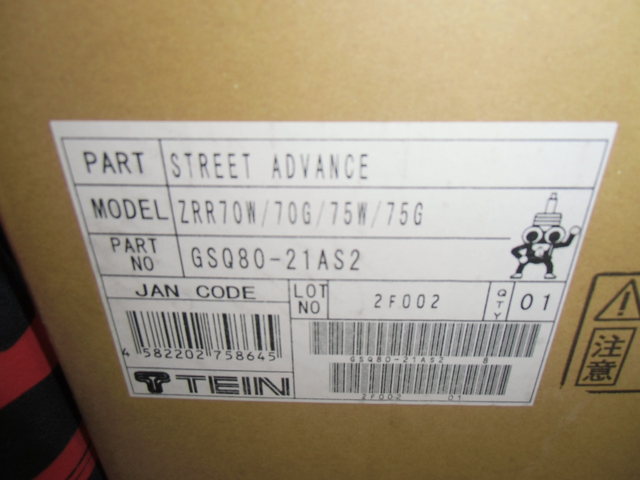 PART STREET ADVANCE
MODEL ZRR70W/70G/75W/75G
PART NO GSQ80-21AS2
JAN CODE LOT NO 2F002 QTY 01
4 582202 758645
GSQ80-21AS2 8
TEIN
2F002 01
注意